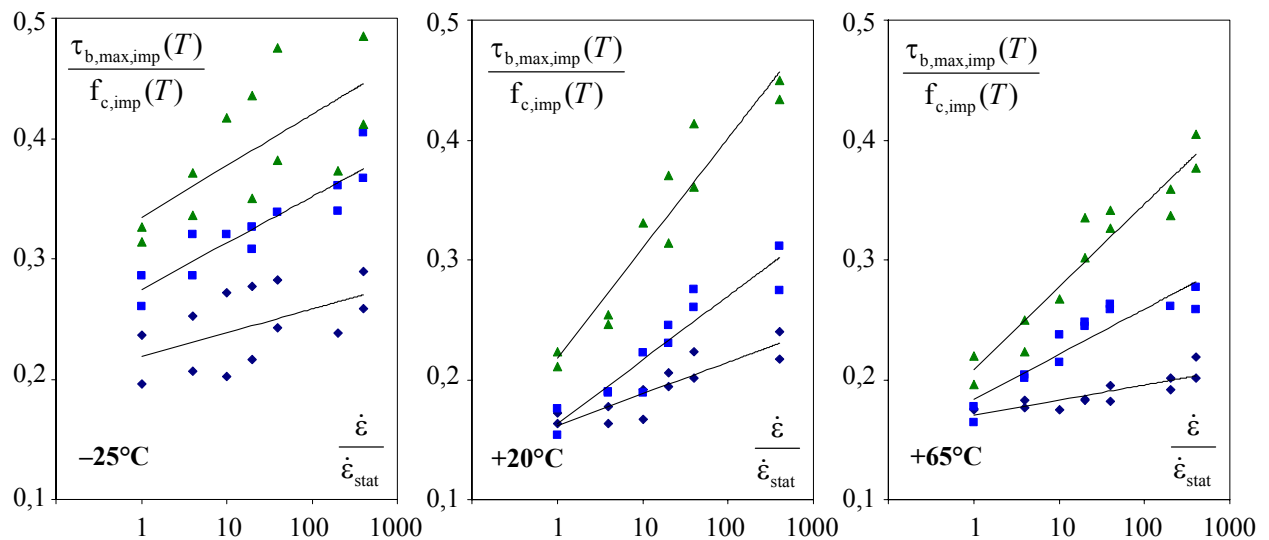 0,5
0,4
0,3
0,2
0,1
τb,max,imp(T)
fc,imp(T)
–25°C
ε̇
ε̇stat
1 10 100 1000
0,5
0,4
0,3
0,2
0,1
τb,max,imp(T)
fc,imp(T)
+20°C
ε̇
ε̇stat
1 10 100 1000
0,5
0,4
0,3
0,2
0,1
τb,max,imp(T)
fc,imp(T)
+65°C
ε̇
ε̇stat
1 10 100 1000